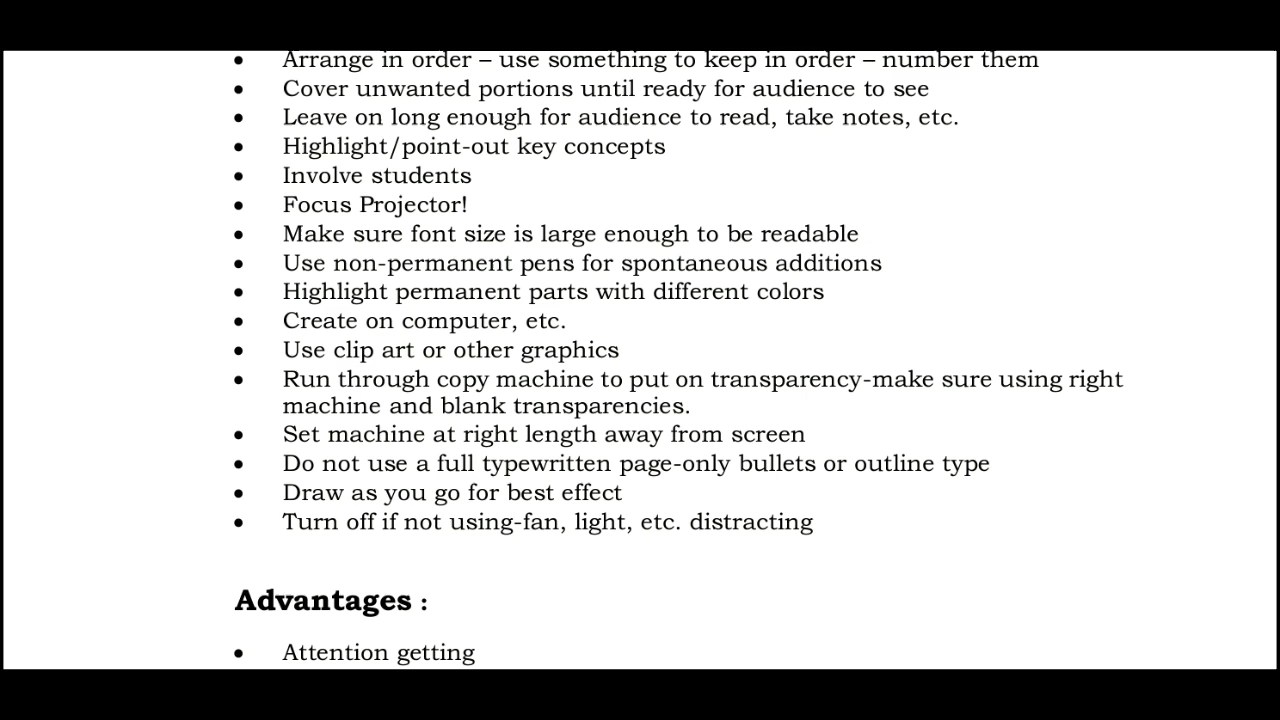 • Arrange in order – use something to keep in order – number them
• Cover unwanted portions until ready for audience to see
• Leave on long enough for audience to read, take notes, etc.
• Highlight/point-out key concepts
• Involve students
• Focus Projector!
• Make sure font size is large enough to be readable
• Use non-permanent pens for spontaneous additions
• Highlight permanent parts with different colors
• Create on computer, etc.
• Use clip art or other graphics
• Run through copy machine to put on transparency-make sure using right
machine and blank transparencies.
• Set machine at right length away from screen
• Do not use a full typewritten page-only bullets or outline type
• Draw as you go for best effect
• Turn off if not using-fan, light, etc. distracting
Advantages :
• Attention getting